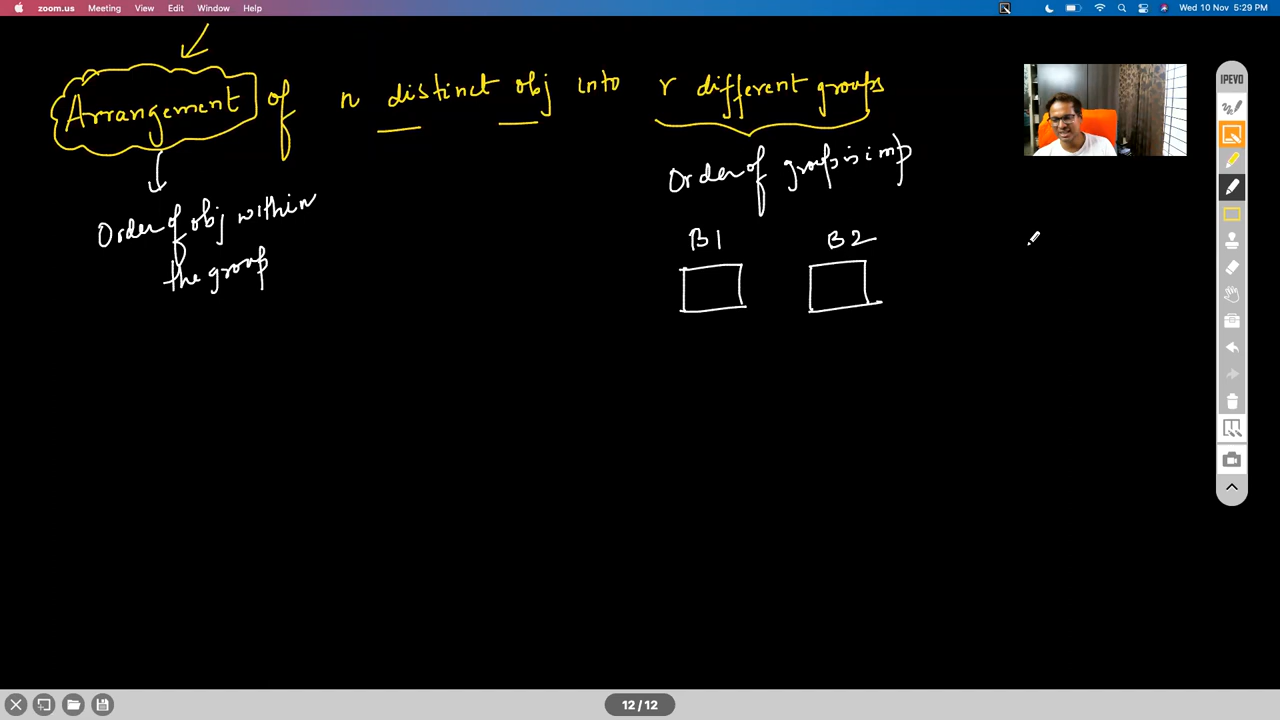 zoom.us Meeting View Edit Window Help Wed 10 Nov 5:29 PM
Arrangement of n distinct obj into r different groups
IPEVO
Order of groups is imp
Order of obj within
the group
B1 B2
12/12